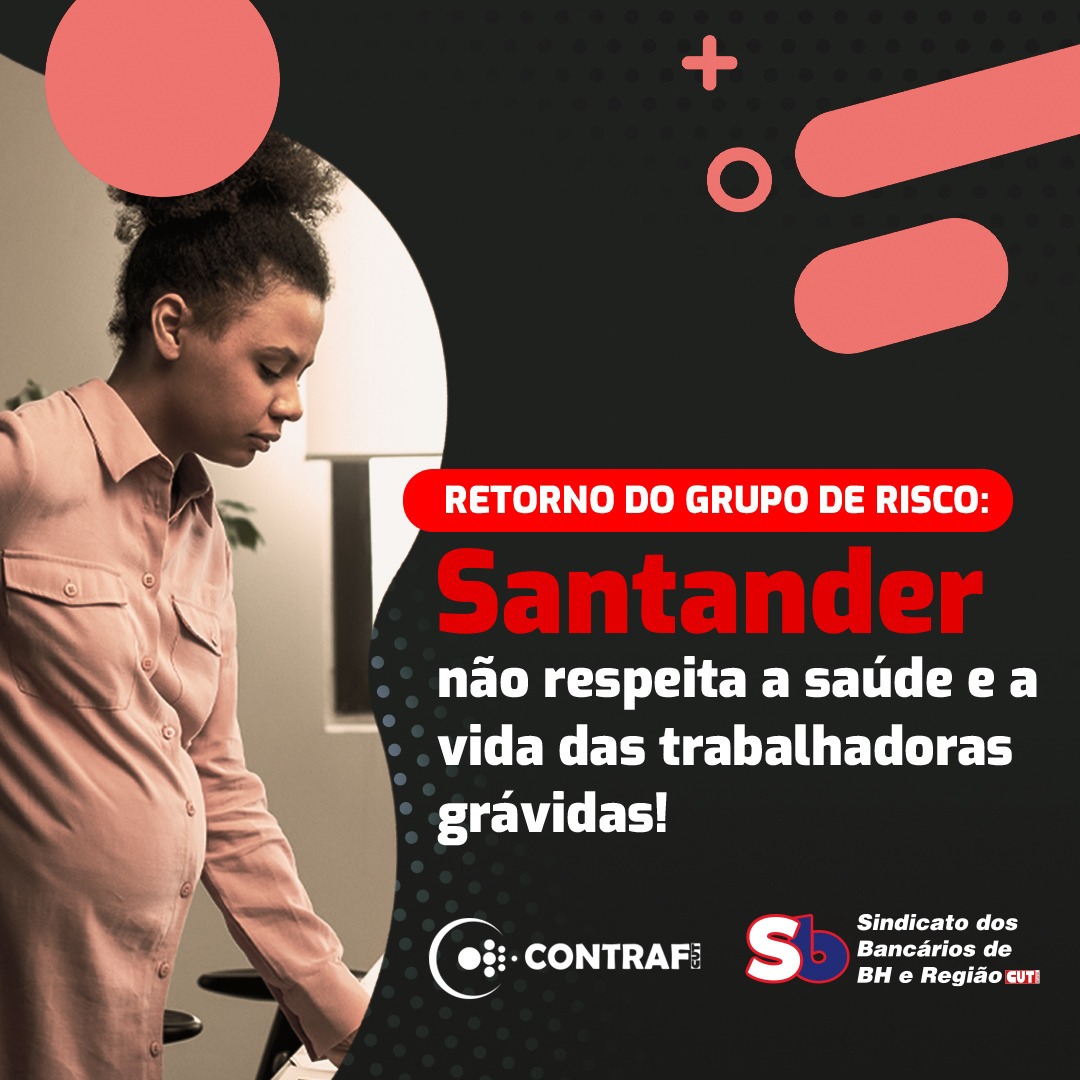 RETORNO DO GRUPO DE RISCO:
Santander
não respeita a saúde e a
vida das trabalhadoras
grávidas!
CONTRAF CUT
Sb
Sindicato dos
Bancários de
BH e Região CUT